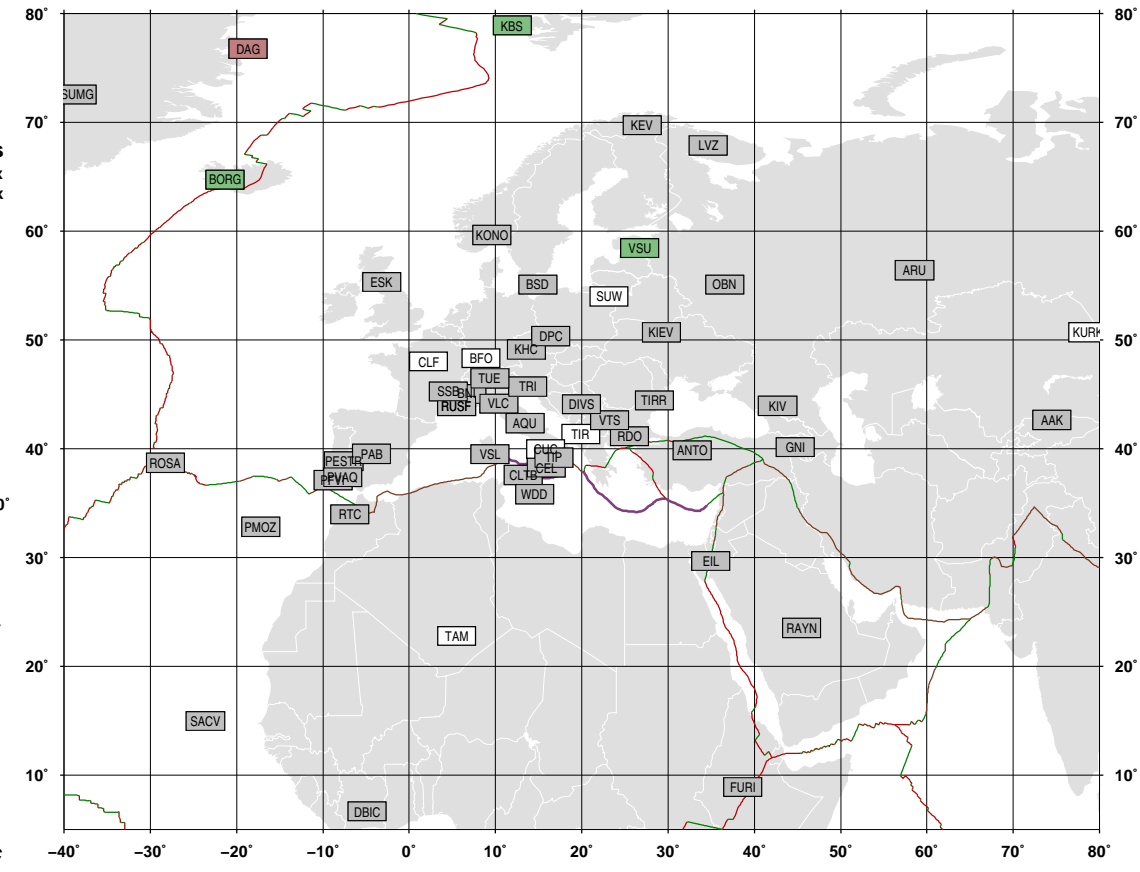 80° 80°
KBS
DAG
SUMG
70° 70°
KEV
LVZ
s
x
BORG
x
60° KONO 60°
VSU
ARU
ESK BSD OBN
SUW
50° DPC KIEV KURK 50°
KHC
CLF BFO
TUE
SSB BNI TRI
RUSF VLC DIVS TIRR KIV
AQU VTS AAK
TIR RDO
40° CUC ANTO GNI 40°
ROSA PESTR PAB VSL TIP
PVAQ CEL
CLTB
WDD
0°
PMOZ RTC
30° EIL 30°
TAM RAYN
20° 20°
SACV
10° FURI 10°
DBIC
−40° −30° −20° −10° 0° 10° 20° 30° 40° 50° 60° 70° 80°